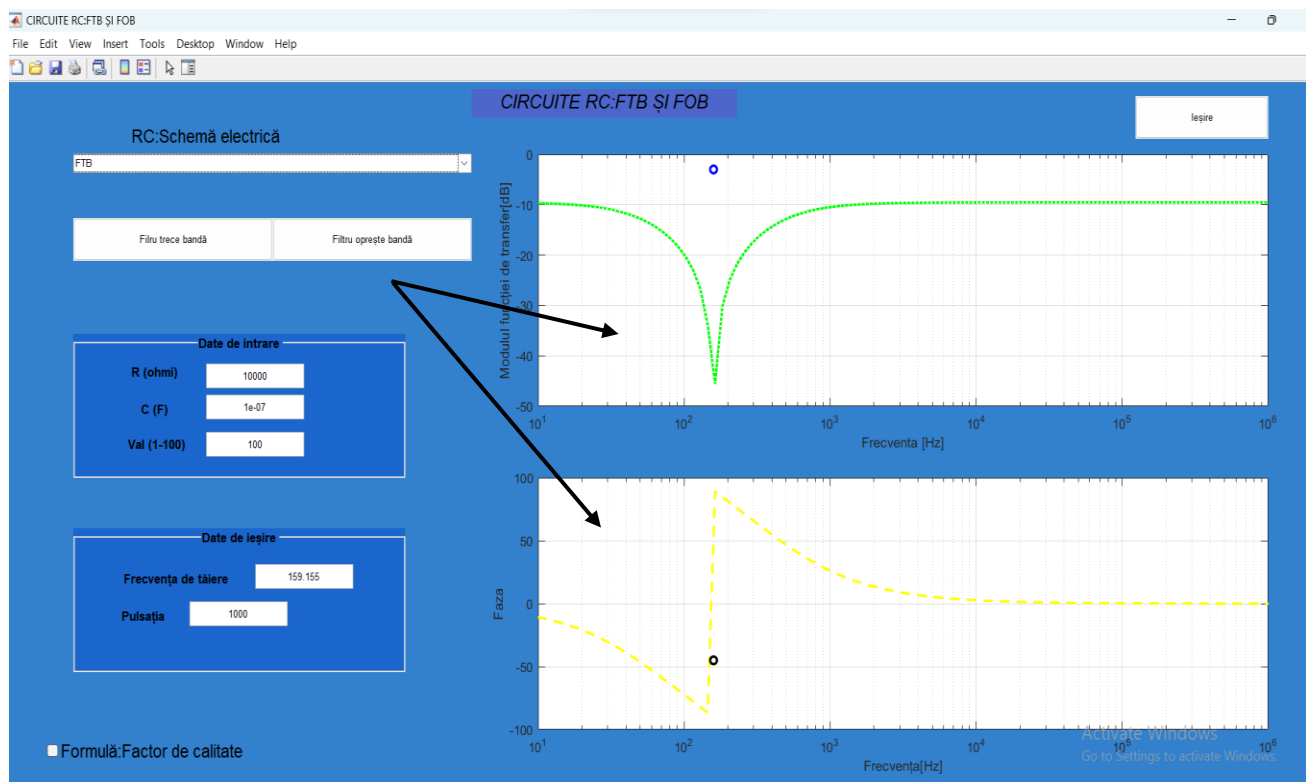 CIRCUITE RC:FTB ȘI FOB
File Edit View Insert Tools Desktop Window Help
CIRCUITE RC:FTB ȘI FOB
Ieșire
RC:Schemă electrică
FTB
Filru trece bandă
Filtru oprește bandă
Date de intrare
R (ohmi) 10000
C (F) 1e-07
Val (1-100) 100
Date de ieșire
Frecvența de tăiere 159.155
Pulsația 1000
Formulă:Factor de calitate
Modulul funcției de transfer[dB]
0
-10
-20
-30
-40
-50
10^1 10^2 10^3 10^4 10^5 10^6
Frecventa [Hz]
Faza
100
50
0
-50
-100
10^1 10^2 10^3 10^4 10^5 10^6
Frecvența[Hz]
Activate Windows
Go to Settings to activate Windows.